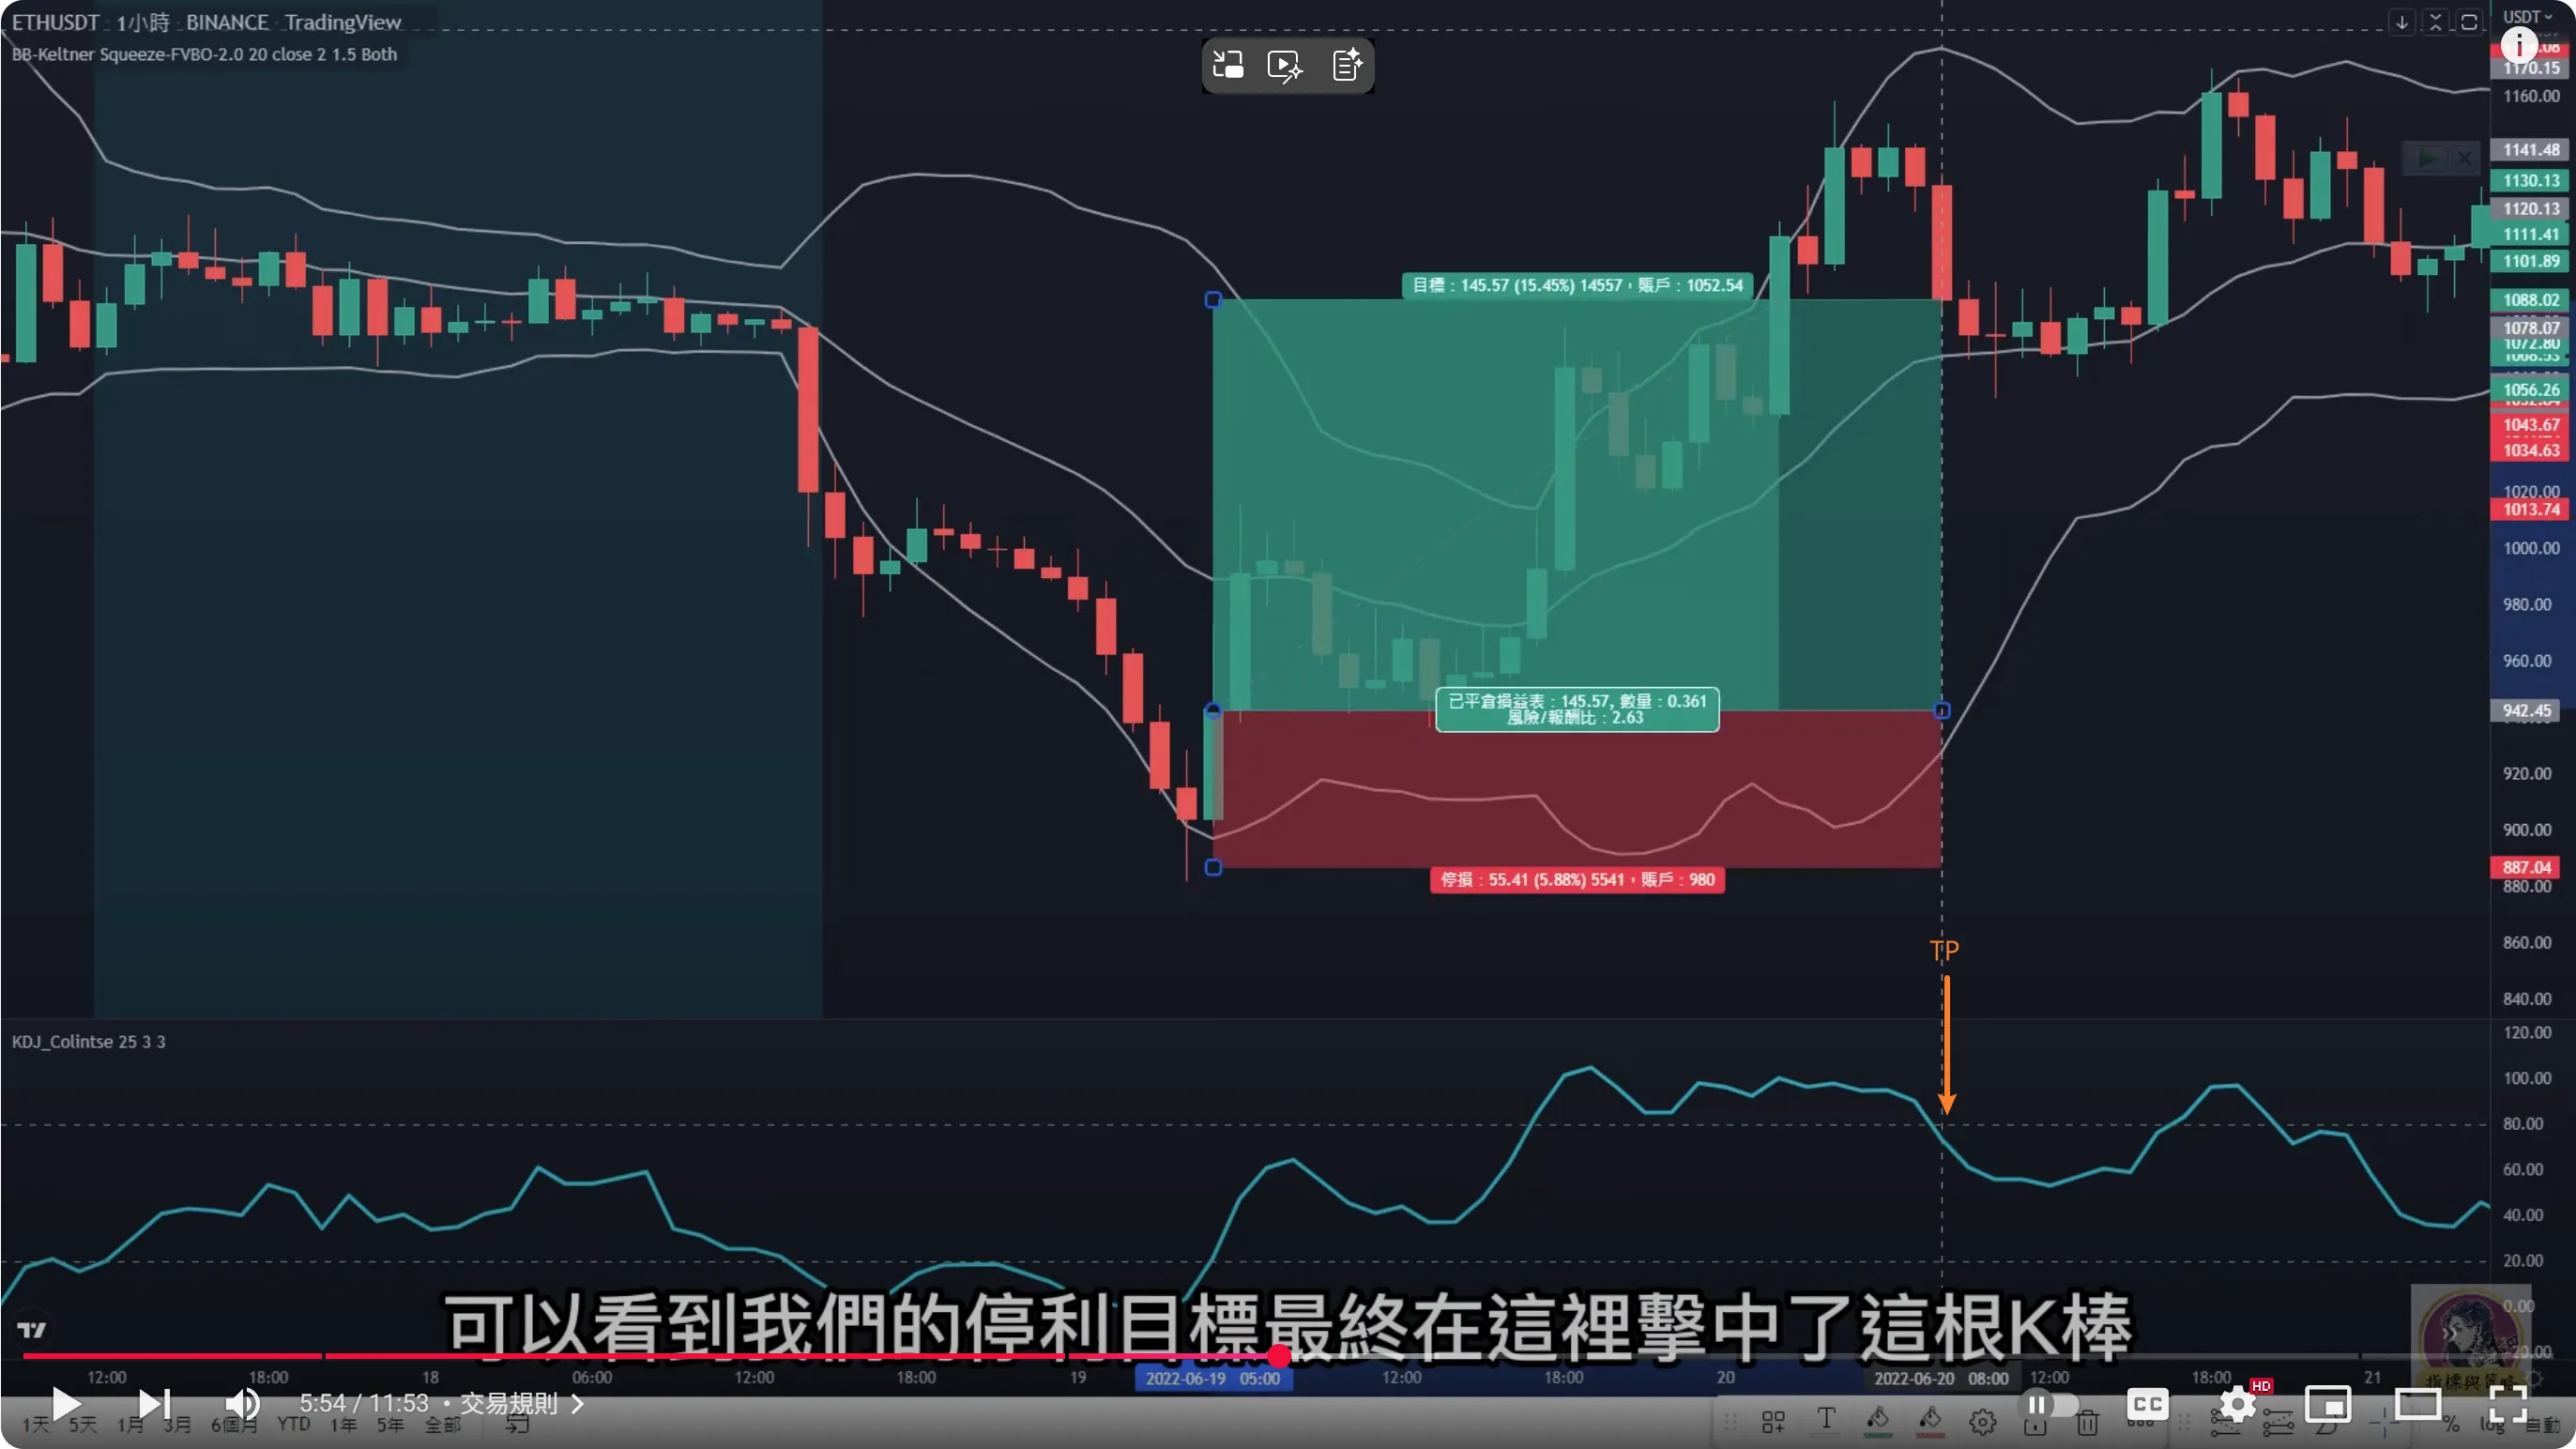 ETHUSDT · 1小時 · BINANCE · TradingView
BB-Keltner Squeeze-FVBO-2.0 20 close 2 1.5 Both
USDT
1170.15
1160.00
1141.48
1130.13
1120.13
1111.41
1101.89
1088.02
1078.07
1072.80
1056.26
1043.67
1034.63
1020.00
1013.74
1000.00
980.00
960.00
942.45
920.00
900.00
887.04
880.00
860.00
840.00
目標：145.57 (15.45%) 14557，賬戶：1052.54
已平倉損益表：145.57, 數量：0.361
風險/報酬比：2.63
停損：55.41 (5.88%) 5541，賬戶：980
TP
KDJ_Colintse 25 3 3
120.00
100.00
80.00
60.00
40.00
20.00
0.00
可以看到我們的停利目標最終在這裡擊中了這根K棒
12:00 18:00 18 06:00 12:00 18:00 19 2022-06-19 05:00 12:00 18:00 20 2022-06-20 08:00 12:00 18:00 21
5:54 / 11:53 · 交易規則
CC
HD
1天 5天 1月 3月 6個月 YTD 1年 5年 全部
% log 自動